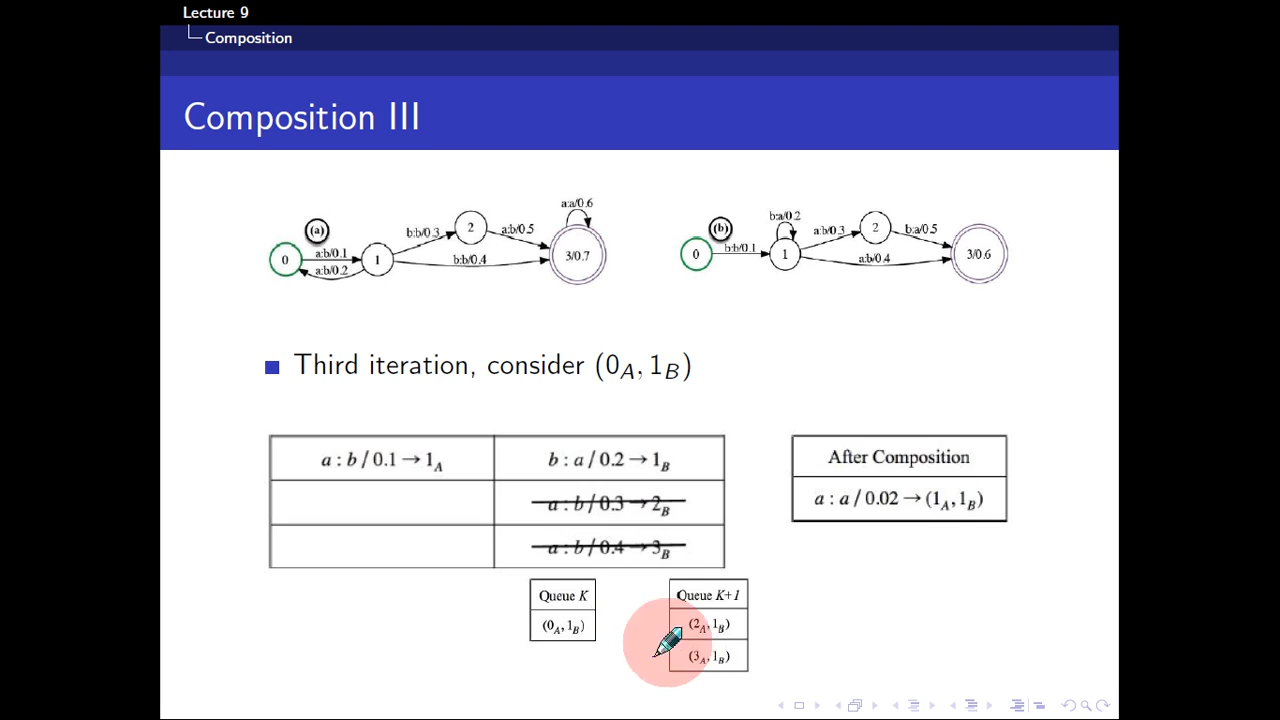 Lecture 9
Composition
Composition III
(a)
0
a:b/0.1
a:b/0.2
1
b:b/0.3
2
a:b/0.5
b:b/0.4
a:a/0.6
3/0.7
(b)
0
b:b/0.1
b:a/0.2
1
a:b/0.3
2
b:a/0.5
a:b/0.4
3/0.6
Third iteration, consider (0_A, 1_B)
a : b / 0.1 → 1_A
b : a / 0.2 → 1_B
a : b / 0.3 → 2_B
a : b / 0.4 → 3_B
After Composition
a : a / 0.02 → (1_A, 1_B)
Queue K
(0_A, 1_B)
Queue K+1
(2_A, 1_B)
(3_A, 1_B)